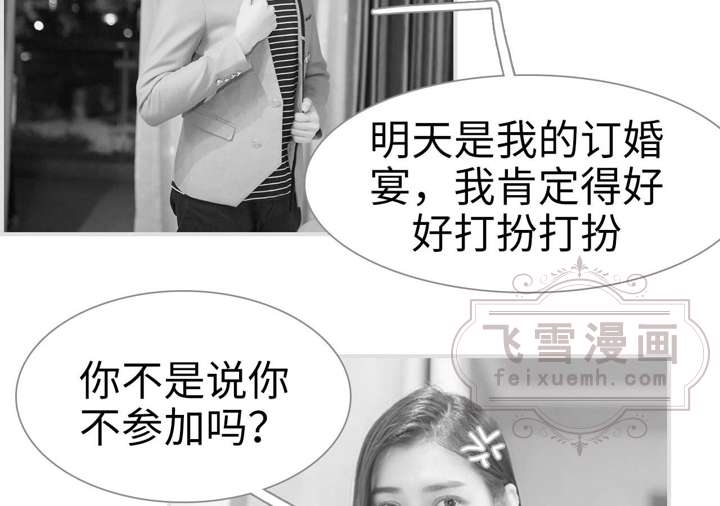 明天是我的订婚
宴，我肯定得好
好打扮打扮
飞雪漫画
feixuemh.com
你不是说你
不参加吗？